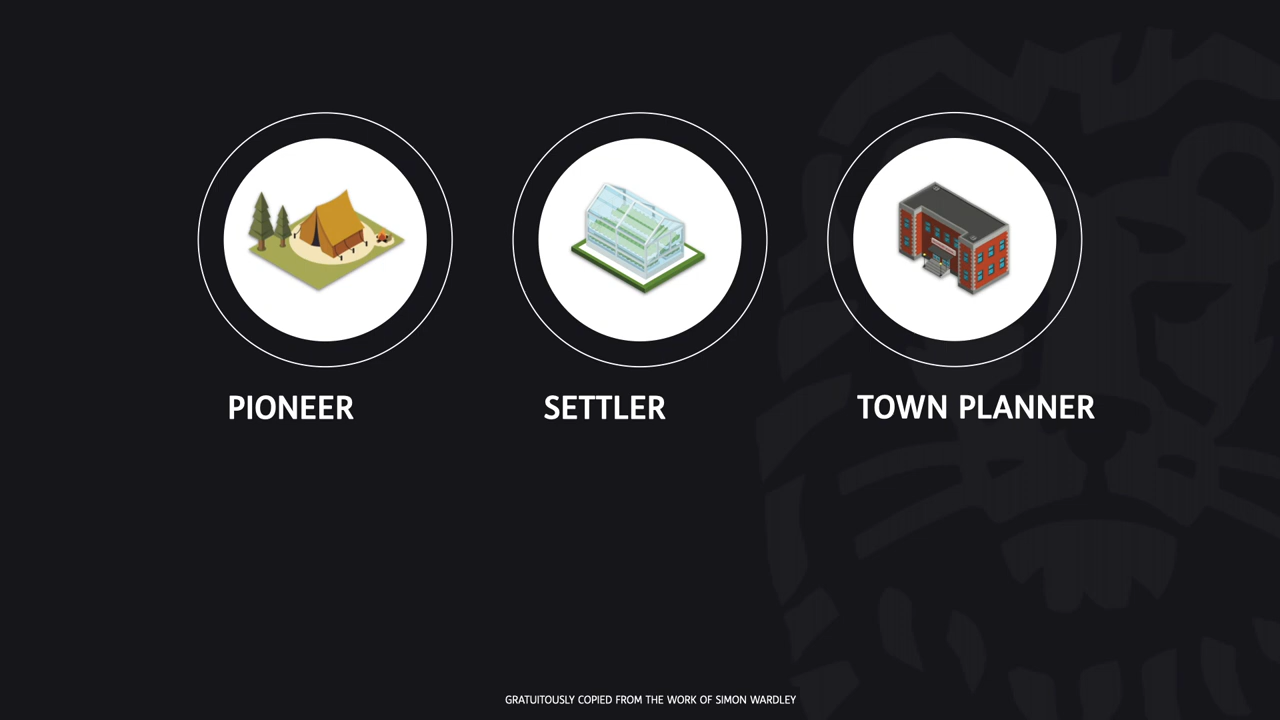 PIONEER
SETTLER
TOWN PLANNER
GRATUITOUSLY COPIED FROM THE WORK OF SIMON WARDLEY